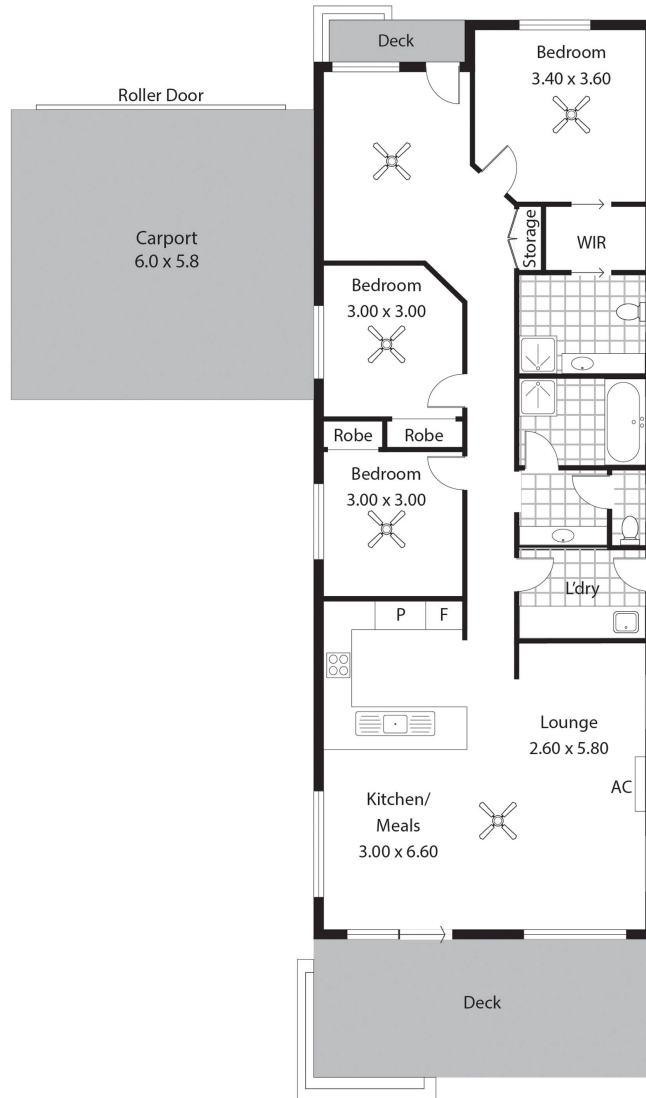 Deck
Bedroom
3.40 x 3.60
Roller Door
Carport
6.0 x 5.8
Storage
WIR
Bedroom
3.00 x 3.00
Robe
Robe
Bedroom
3.00 x 3.00
L'dry
P
F
Lounge
2.60 x 5.80
AC
Kitchen/
Meals
3.00 x 6.60
Deck